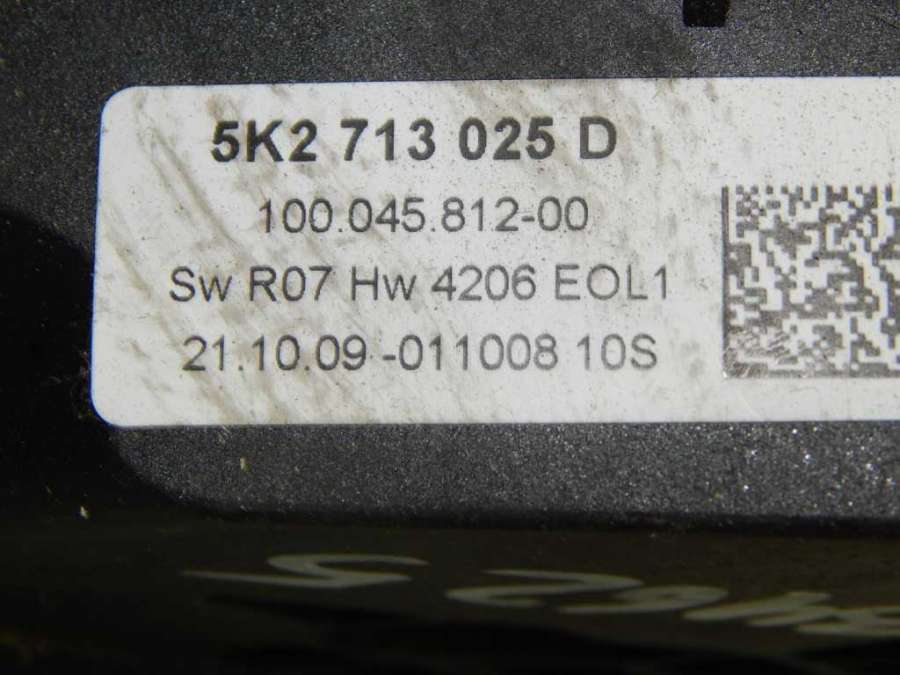 5K2 713 025 D
100.045.812-00
Sw R07 Hw 4206 EOL1
21.10.09 -011008 10S